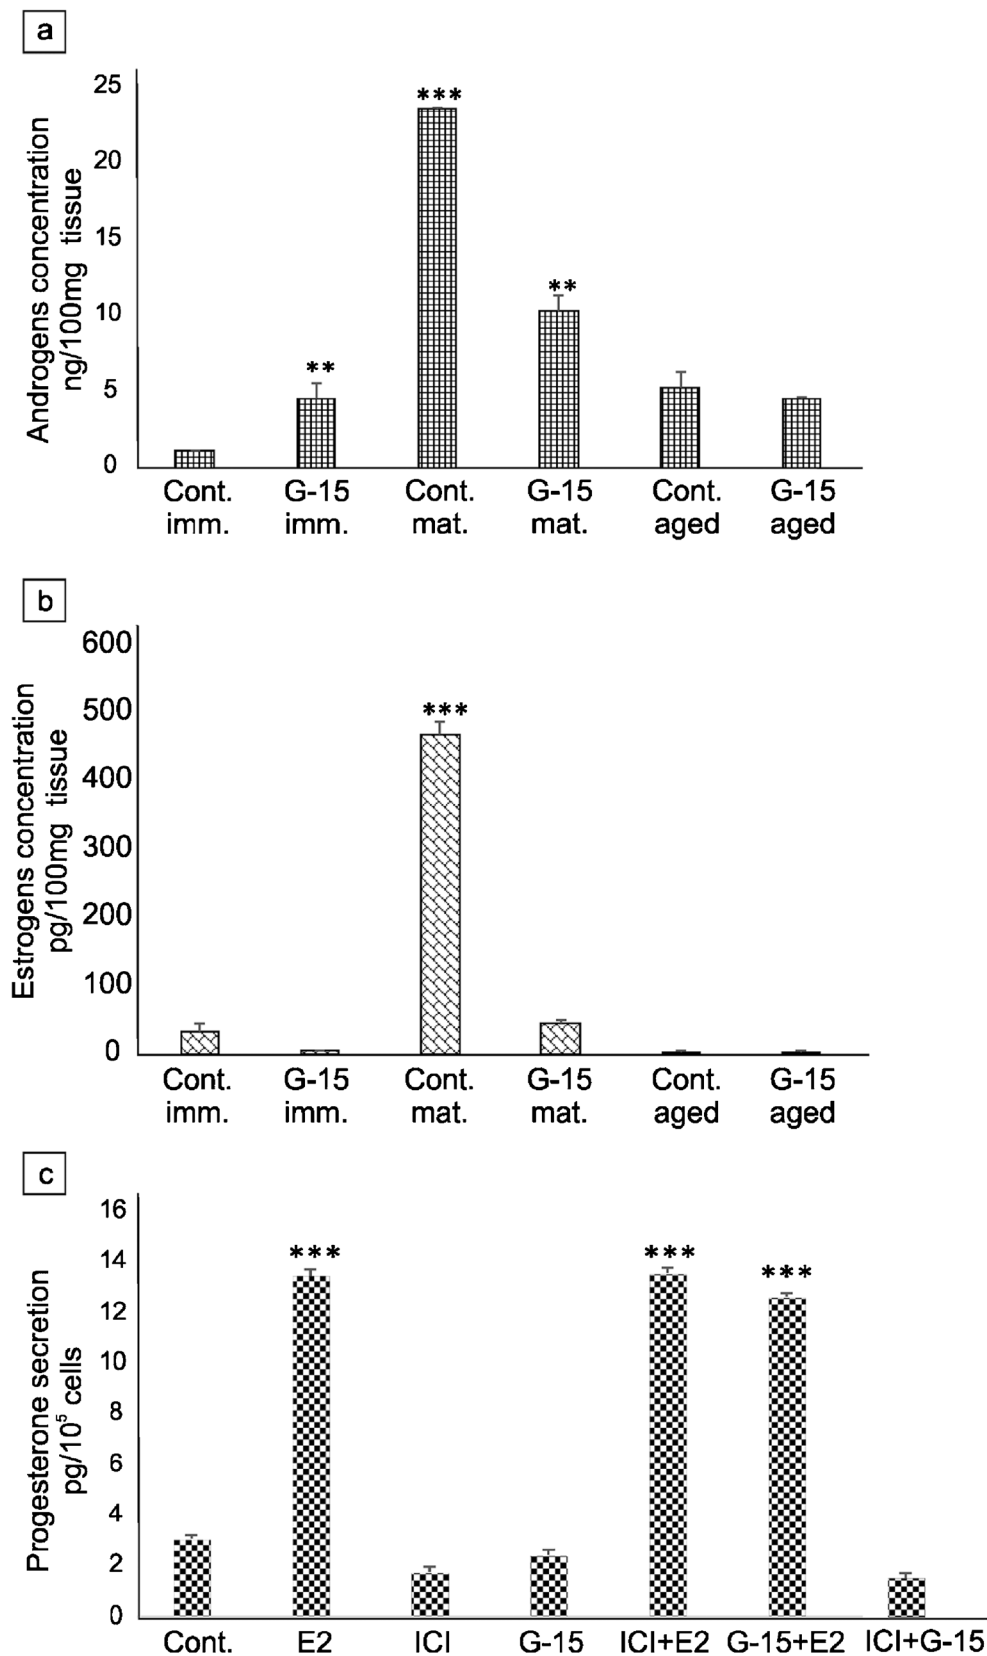 a
Androgens concentration
ng/100mg tissue
25
20
15
10
5
0
***
**
**
Cont. G-15 Cont. G-15 Cont. G-15
imm. imm. mat. mat. aged aged
b
Estrogens concentration
pg/100mg tissue
600
500
400
300
200
100
0
***
Cont. G-15 Cont. G-15 Cont. G-15
imm. imm. mat. mat. aged aged
c
Progesterone secretion
pg/10⁵ cells
16
14
12
10
8
6
4
2
0
*** *** ***
Cont. E2 ICI G-15 ICI+E2 G-15+E2 ICI+G-15